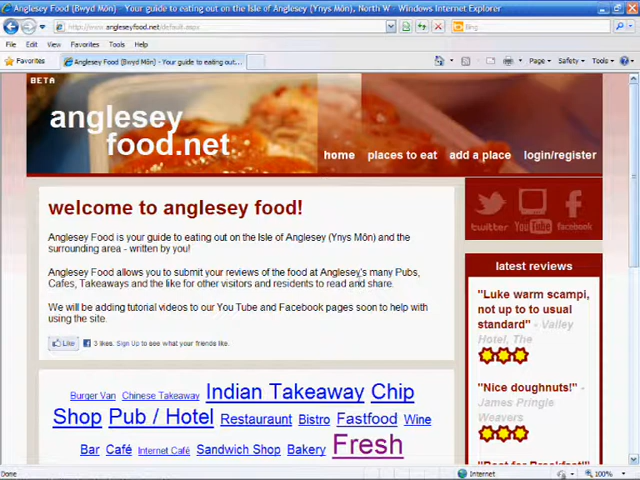 Anglesey Food (Bwyd Môn) - Your guide to eating out on the Isle of Anglesey (Ynys Môn), North W - Windows Internet Explorer
http://www.angleseyfood.net/default.aspx
Bing
File Edit View Favorites Tools Help
Favorites Anglesey Food (Bwyd Môn) - Your guide to eating out...
Page Safety Tools
BETA
anglesey
food.net
home places to eat add a place login/register
welcome to anglesey food!
Anglesey Food is your guide to eating out on the Isle of Anglesey (Ynys Môn) and the
surrounding area - written by you!
Anglesey Food allows you to submit your reviews of the food at Anglesey's many Pubs,
Cafes, Takeaways and the like for other visitors and residents to read and share.
We will be adding tutorial videos to our You Tube and Facebook pages soon to help with
using the site.
Like 3 likes. Sign Up to see what your friends like.
Burger Van Chinese Takeaway Indian Takeaway Chip
Shop Pub / Hotel Restauraunt Bistro Fastfood Wine
Bar Café Internet Café Sandwich Shop Bakery Fresh
twitter YouTube facebook
latest reviews
"Luke warm scampi,
not up to to usual
standard" - Valley
Hotel, The
"Nice doughnuts!" -
James Pringle
Weavers
Done Internet 100%